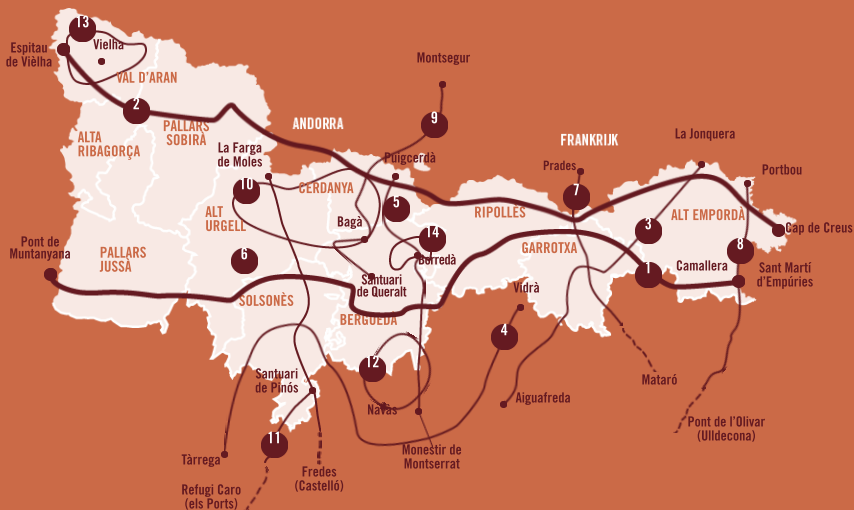 13
Espitau
de Vièlha
Vielha
VAL D'ARAN
Montsegur
2
9
ANDORRA
ALTA
RIBAGORÇA
PALLARS
SOBIRÀ
La Farga
de Moles
Puigcerdà
FRANKRIJK
La Jonquera
Prades
Portbou
10
CERDANYA
7
5
RIPOLLÈS
ALT
URGELL
Bagà
3
ALT EMPORDÀ
Cap de Creus
Pont de
Muntanyana
PALLARS
JUSSÀ
6
14
Borredà
GARROTXA
8
1
Camallera
Sant Martí
d'Empúries
Santuari
de Queralt
SOLSONÈS
Vidrà
BERGUEDÀ
4
12
Santuari
de Pinós
Navàs
Aiguafreda
Mataró
11
Tàrrega
Monestir de
Montserrat
Pont de l'Olivar
(Ulldecona)
Fredes
(Castelló)
Refugi Caro
(els Ports)